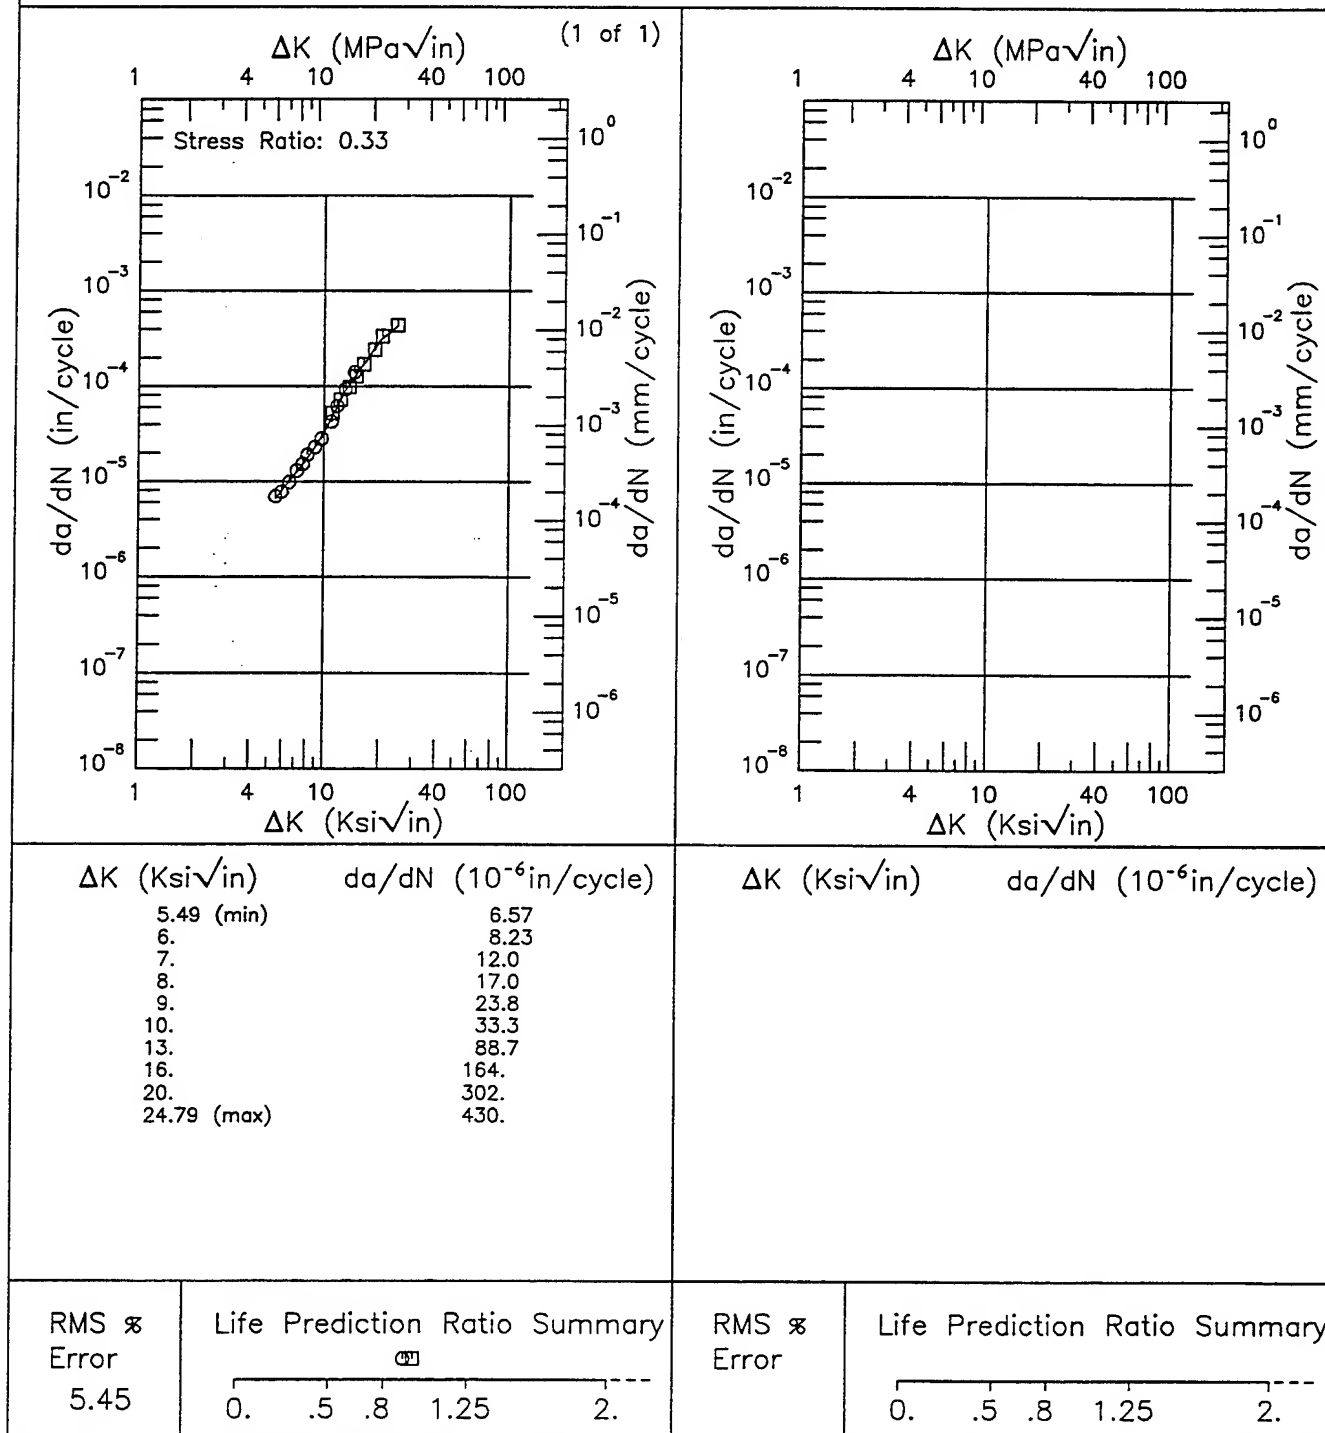 (1 of 1)
ΔK (MPa√in)
1 4 10 40 100
Stress Ratio: 0.33
da/dN (in/cycle)
10⁻²
10⁻³
10⁻⁴
10⁻⁵
10⁻⁶
10⁻⁷
10⁻⁸
10⁰
10⁻¹
10⁻²
10⁻³
10⁻⁴
10⁻⁵
10⁻⁶
da/dN (mm/cycle)
1 4 10 40 100
ΔK (Ksi√in)
ΔK (MPa√in)
1 4 10 40 100
da/dN (in/cycle)
10⁻²
10⁻³
10⁻⁴
10⁻⁵
10⁻⁶
10⁻⁷
10⁻⁸
10⁰
10⁻¹
10⁻²
10⁻³
10⁻⁴
10⁻⁵
10⁻⁶
da/dN (mm/cycle)
1 4 10 40 100
ΔK (Ksi√in)
ΔK (Ksi√in) da/dN (10⁻⁶in/cycle)
5.49 (min) 6.57
6. 8.23
7. 12.0
8. 17.0
9. 23.8
10. 33.3
13. 88.7
16. 164.
20. 302.
24.79 (max) 430.
ΔK (Ksi√in) da/dN (10⁻⁶in/cycle)
RMS %
Error
5.45
Life Prediction Ratio Summary
0. .5 .8 1.25 2.
RMS %
Error
Life Prediction Ratio Summary
0. .5 .8 1.25 2.